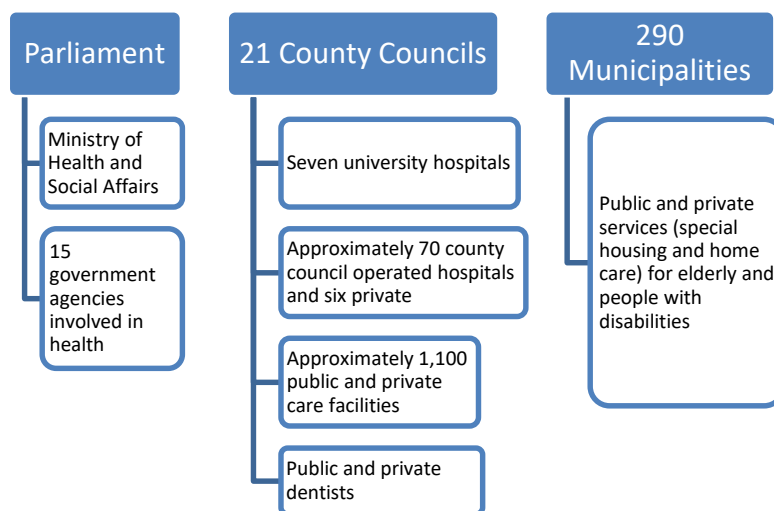 Parliament
Ministry of
Health and
Social Affairs
15
government
agencies
involved in
health
21 County Councils
Seven university hospitals
Approximately 70 county
council operated hospitals
and six private
Approximately 1,100
public and private
care facilities
Public and private
dentists
290
Municipalities
Public and private
services (special
housing and home
care) for elderly and
people with
disabilities